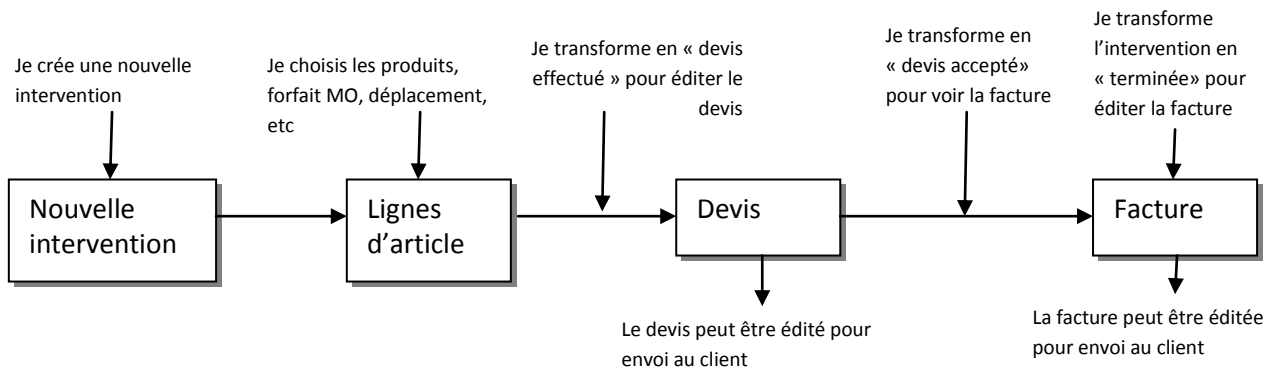 Je crée une nouvelle
intervention
Je choisis les produits,
forfait MO, déplacement,
etc
Je transforme en « devis
effectué » pour éditer le
devis
Je transforme en
« devis accepté»
pour voir la facture
Je transforme
l’intervention en
« terminée» pour
éditer la facture
Nouvelle
intervention
Lignes
d’article
Devis
Facture
Le devis peut être édité pour
envoi au client
La facture peut être éditée
pour envoi au client